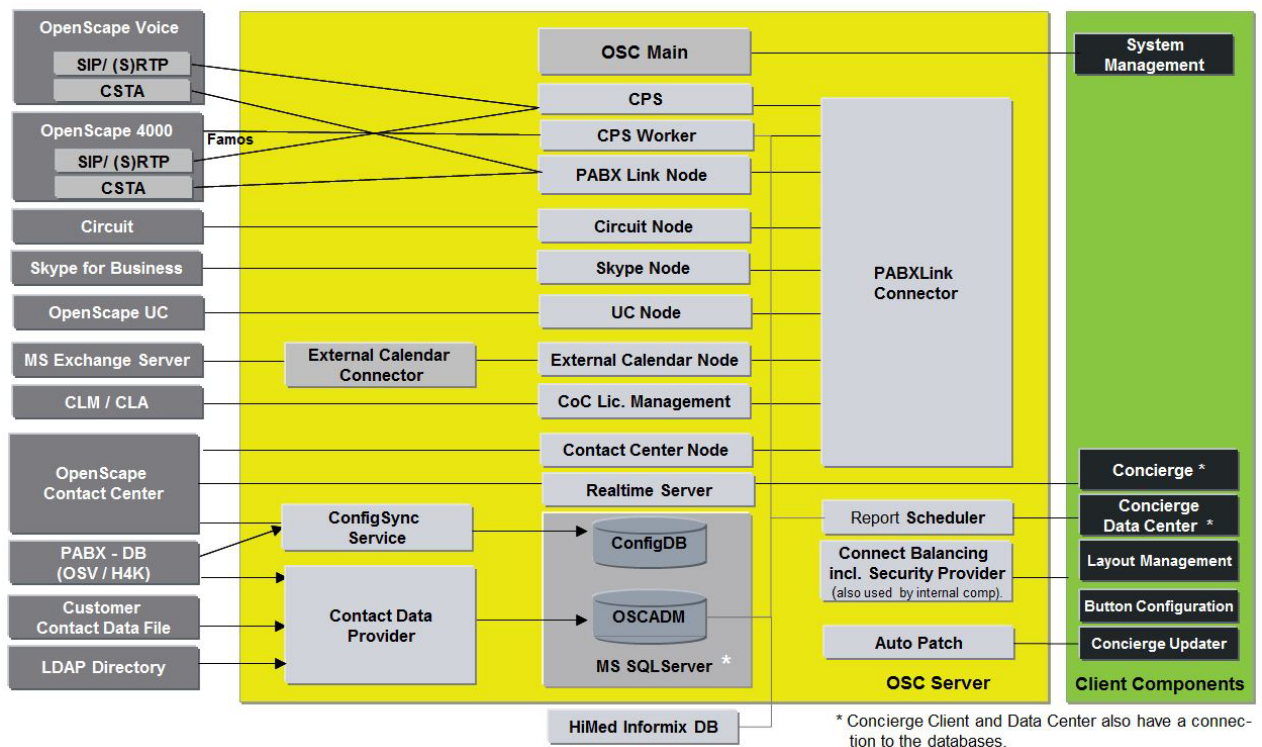 OpenScape Voice
SIP/ (S)RTP
CSTA
OpenScape 4000
SIP/ (S)RTP
CSTA
Famos
Circuit
Skype for Business
OpenScape UC
MS Exchange Server
CLM / CLA
OpenScape
Contact Center
PABX - DB
(OSV / H4K)
Customer
Contact Data File
LDAP Directory
External Calendar
Connector
ConfigSync
Service
Contact Data
Provider
OSC Main
CPS
CPS Worker
PABX Link Node
Circuit Node
Skype Node
UC Node
External Calendar Node
CoC Lic. Management
Contact Center Node
Realtime Server
ConfigDB
OSCADM
MS SQLServer *
HiMed Informix DB
PABXLink
Connector
Report Scheduler
Connect Balancing
incl. Security Provider
(also used by internal comp).
Auto Patch
OSC Server
System
Management
Concierge *
Concierge
Data Center *
Layout Management
Button Configuration
Concierge Updater
Client Components
* Concierge Client and Data Center also have a connec-
tion to the databases.